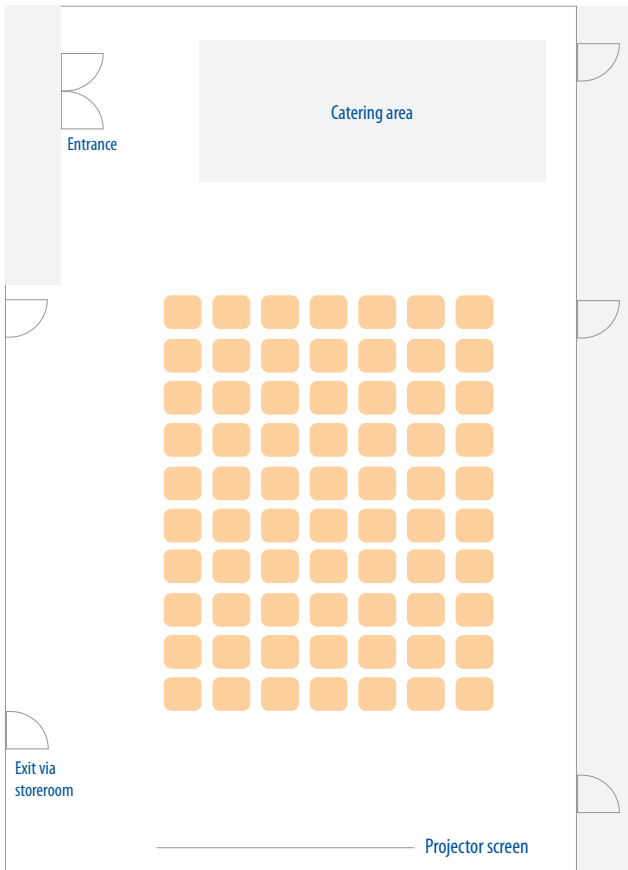 Catering area
Entrance
Exit via
storeroom
Projector screen